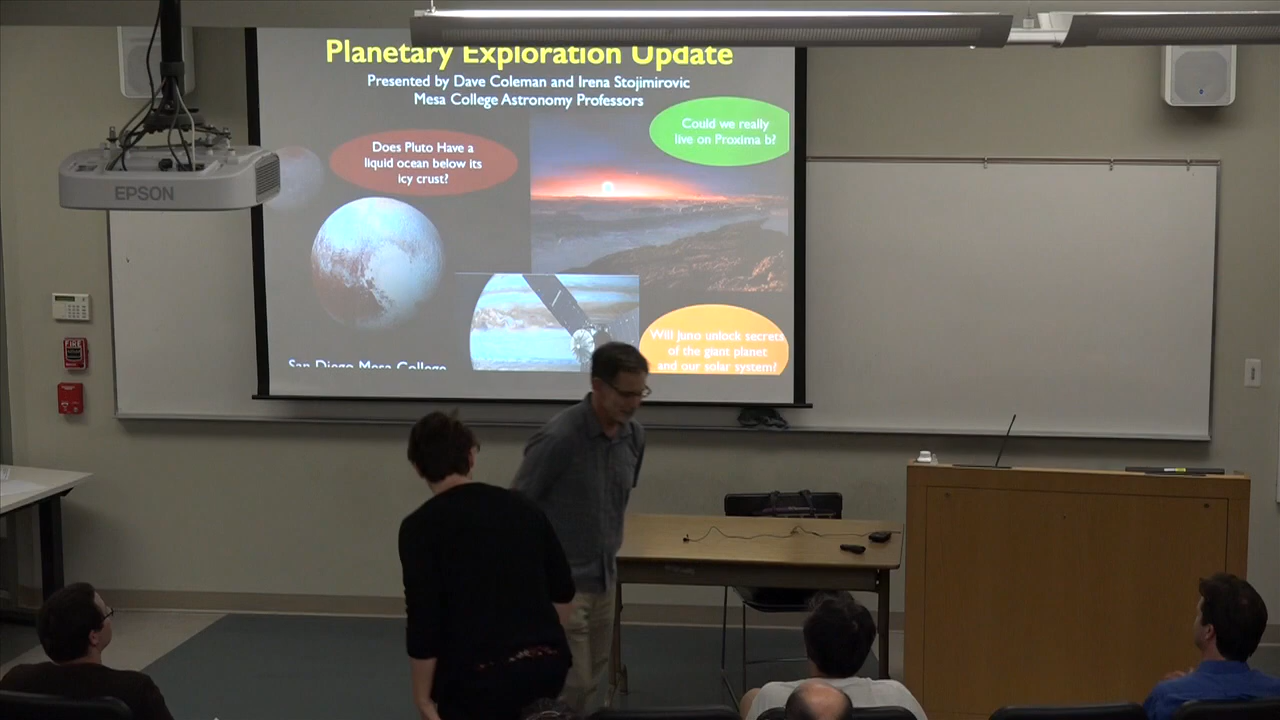 Planetary Exploration Update
Presented by Dave Coleman and Irena Stojimirovic
Mesa College Astronomy Professors
Could we really
live on Proxima b?
Does Pluto Have a
liquid ocean below its
icy crust?
EPSON
Will Juno unlock secrets
of the giant planet
and our solar system?
San Diego Mesa College
FIRE